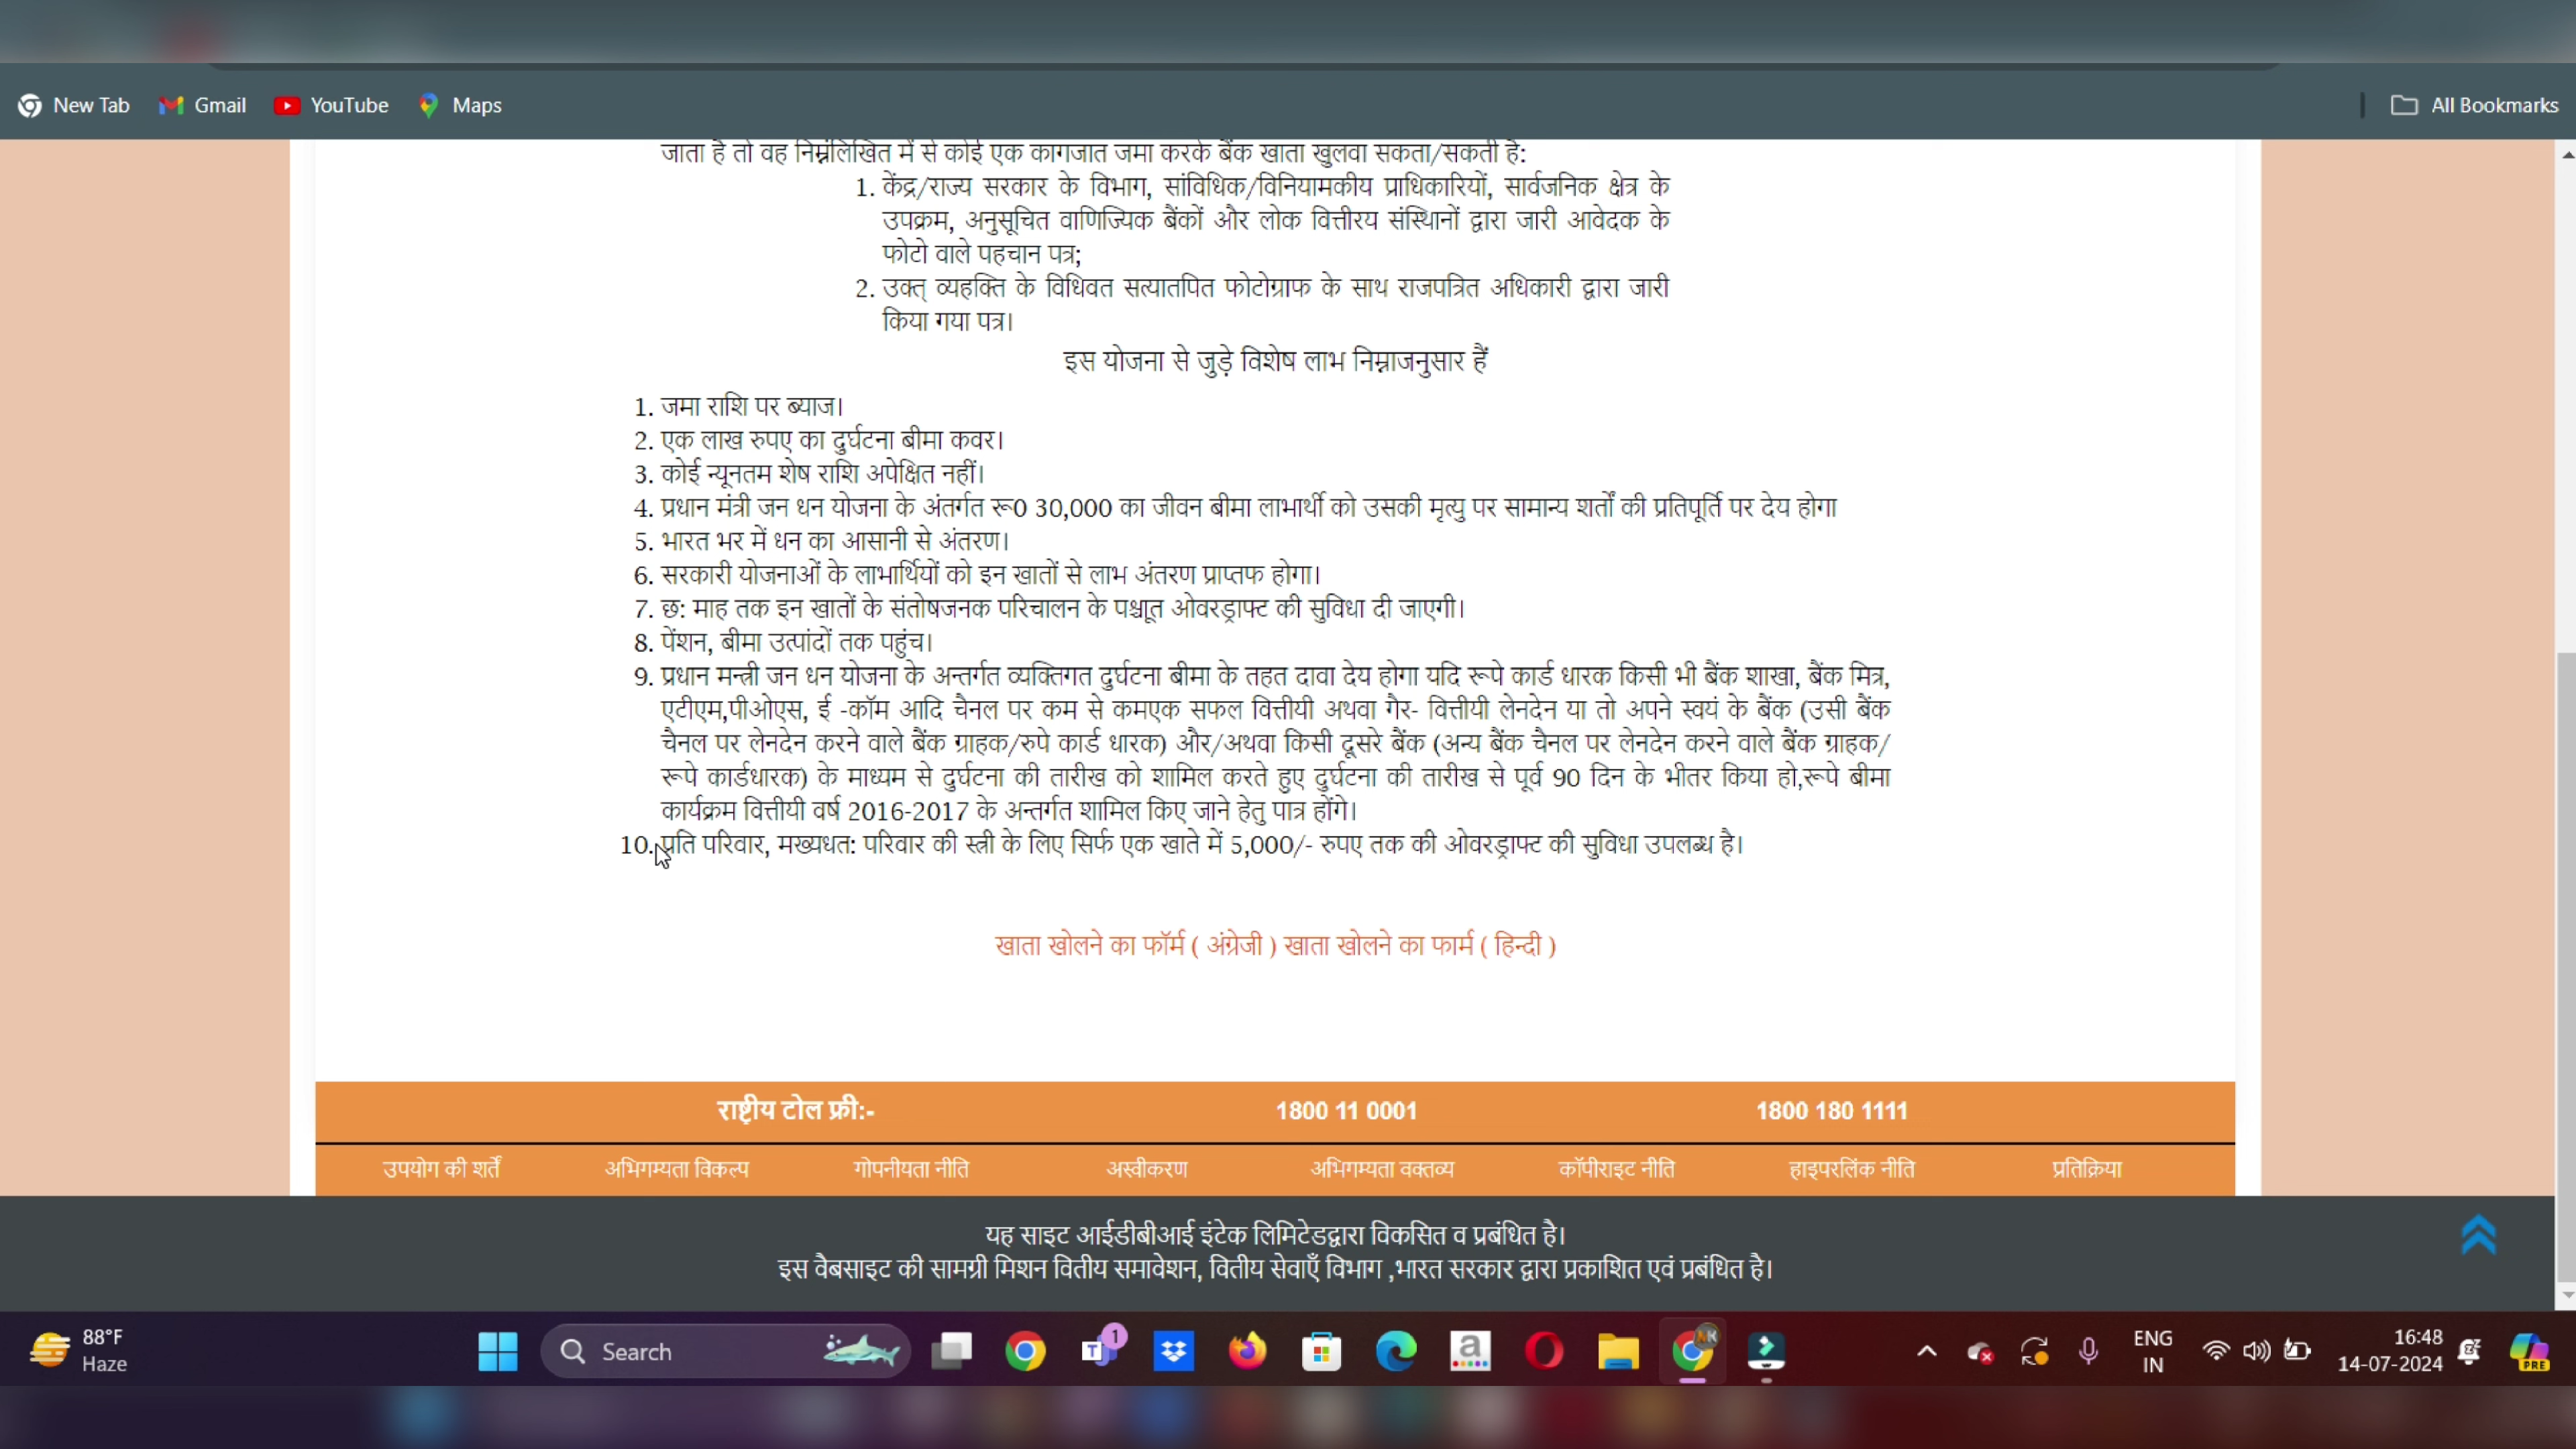 New Tab Gmail YouTube Maps All Bookmarks
जाता है तो वह निम्नंलिखित में से कोई एक कागजात जमा करके बैंक खाता खुलवा सकता/सकती है:
1. केंद्र/राज्य सरकार के विभाग, सांविधिक/विनियामकीय प्राधिकारियों, सार्वजनिक क्षेत्र के
उपक्रम, अनुसूचित वाणिज्यिक बैंकों और लोक वित्तीरय संस्थानों द्वारा जारी आवेदक के
फोटो वाले पहचान पत्र;
2. उक्त् व्यहक्ति के विधिवत सत्यातपित फोटोग्राफ के साथ राजपत्रित अधिकारी द्वारा जारी
किया गया पत्र।
इस योजना से जुड़े विशेष लाभ निम्नाजनुसार हैं
1. जमा राशि पर ब्याज।
2. एक लाख रुपए का दुर्घटना बीमा कवर।
3. कोई न्यूनतम शेष राशि अपेक्षित नहीं।
4. प्रधान मंत्री जन धन योजना के अंतर्गत रू0 30,000 का जीवन बीमा लाभार्थी को उसकी मृत्यु पर सामान्य शर्तों की प्रतिपूर्ति पर देय होगा
5. भारत भर में धन का आसानी से अंतरण।
6. सरकारी योजनाओं के लाभार्थियों को इन खातों से लाभ अंतरण प्राप्तफ होगा।
7. छ: माह तक इन खातों के संतोषजनक परिचालन के पश्चाूत ओवरड्राफ्ट की सुविधा दी जाएगी।
8. पेंशन, बीमा उत्पांदों तक पहुंच।
9. प्रधान मन्त्री जन धन योजना के अन्तर्गत व्यक्तिगत दुर्घटना बीमा के तहत दावा देय होगा यदि रूपे कार्ड धारक किसी भी बैंक शाखा, बैंक मित्र,
एटीएम,पीओएस, ई -कॉम आदि चैनल पर कम से कमएक सफल वित्तीयी अथवा गैर- वित्तीयी लेनदेन या तो अपने स्वयं के बैंक (उसी बैंक
चैनल पर लेनदेन करने वाले बैंक ग्राहक/रुपे कार्ड धारक) और/अथवा किसी दूसरे बैंक (अन्य बैंक चैनल पर लेनदेन करने वाले बैंक ग्राहक/
रूपे कार्डधारक) के माध्यम से दुर्घटना की तारीख को शामिल करते हुए दुर्घटना की तारीख से पूर्व 90 दिन के भीतर किया हो,रूपे बीमा
कार्यक्रम वित्तीयी वर्ष 2016-2017 के अन्तर्गत शामिल किए जाने हेतु पात्र होंगे।
10. प्रति परिवार, मख्यधत: परिवार की स्त्री के लिए सिर्फ एक खाते में 5,000/- रुपए तक की ओवरड्राफ्ट की सुविधा उपलब्ध है।
खाता खोलने का फॉर्म ( अंग्रेजी ) खाता खोलने का फार्म ( हिन्दी )
राष्ट्रीय टोल फ्री:- 1800 11 0001 1800 180 1111
उपयोग की शर्तें अभिगम्यता विकल्प गोपनीयता नीति अस्वीकरण अभिगम्यता वक्तव्य कॉपीराइट नीति हाइपरलिंक नीति प्रतिक्रिया
यह साइट आईडीबीआई इंटेक लिमिटेडद्वारा विकसित व प्रबंधित है।
इस वैबसाइट की सामग्री मिशन वितीय समावेशन, वितीय सेवाएँ विभाग ,भारत सरकार द्वारा प्रकाशित एवं प्रबंधित है।
88°F
Haze
Search
1
ENG
IN
16:48
14-07-2024
PRE